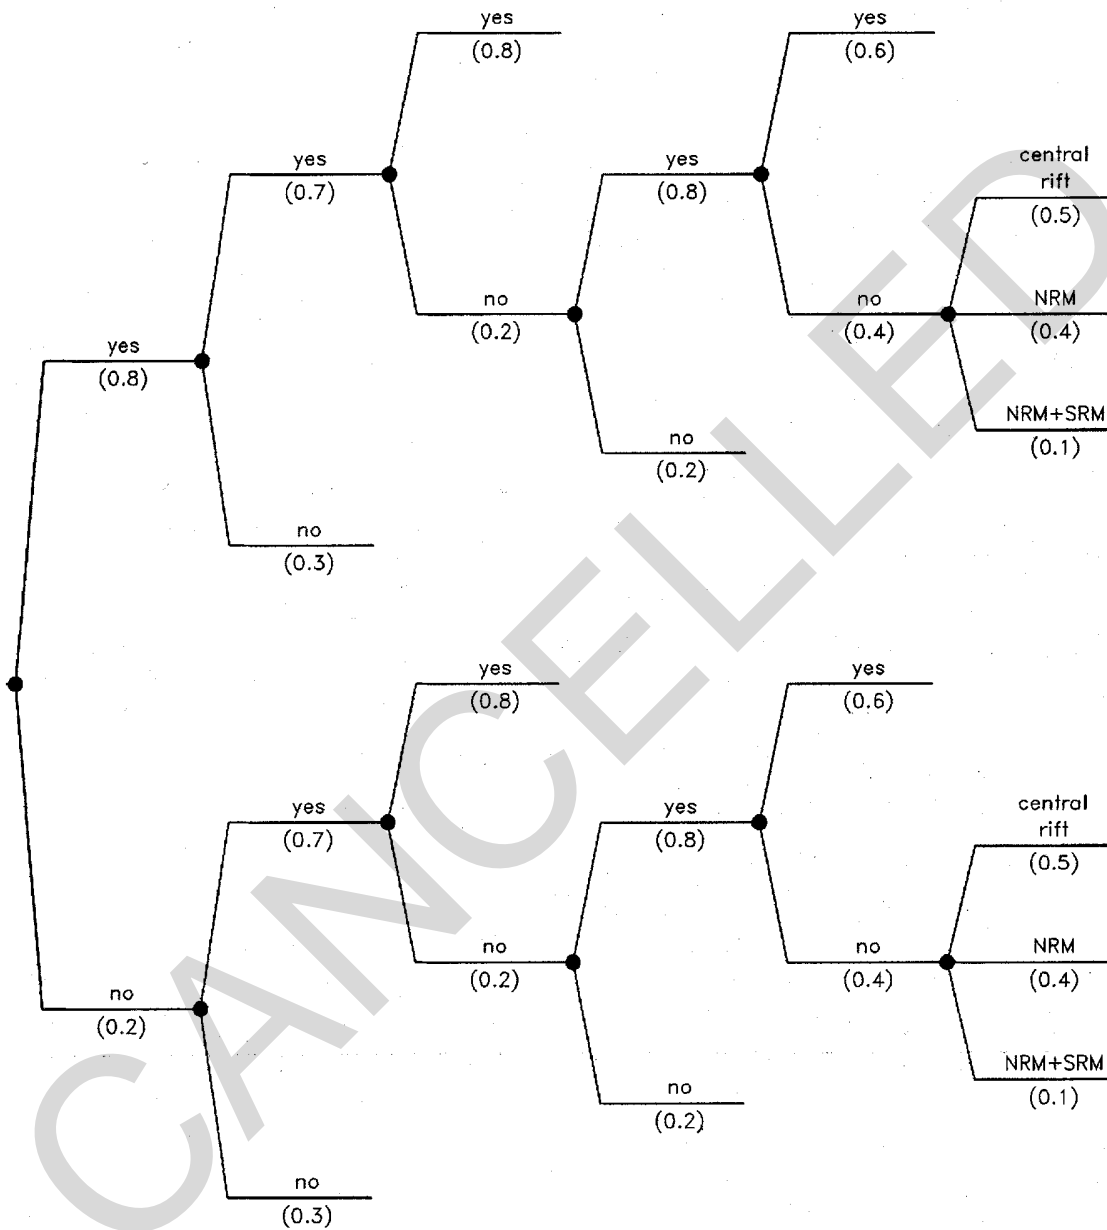 yes
(0.8)
yes
(0.6)
yes
(0.7)
yes
(0.8)
central
rift
(0.5)
no
(0.2)
no
(0.4)
NRM
(0.4)
yes
(0.8)
no
(0.2)
NRM+SRM
(0.1)
no
(0.3)
yes
(0.8)
yes
(0.6)
yes
(0.7)
yes
(0.8)
central
rift
(0.5)
no
(0.2)
no
(0.4)
NRM
(0.4)
no
(0.2)
no
(0.2)
NRM+SRM
(0.1)
no
(0.3)
CANCELLED